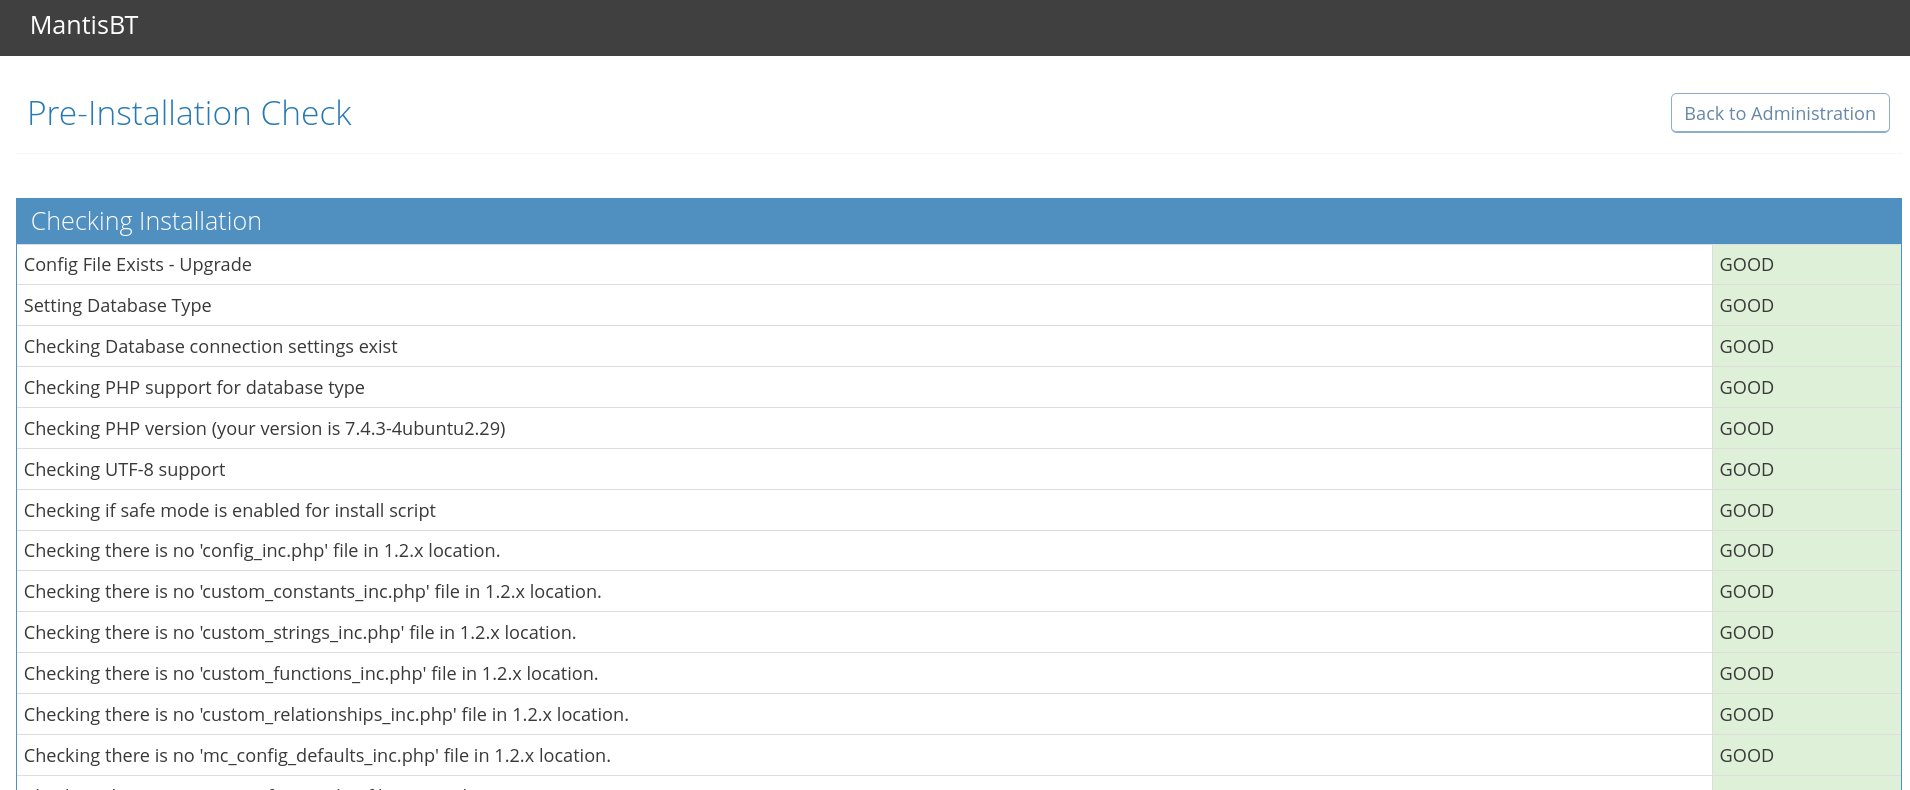 MantisBT
Pre-Installation Check
Back to Administration
Checking Installation
Config File Exists - Upgrade GOOD
Setting Database Type GOOD
Checking Database connection settings exist GOOD
Checking PHP support for database type GOOD
Checking PHP version (your version is 7.4.3-4ubuntu2.29) GOOD
Checking UTF-8 support GOOD
Checking if safe mode is enabled for install script GOOD
Checking there is no 'config_inc.php' file in 1.2.x location. GOOD
Checking there is no 'custom_constants_inc.php' file in 1.2.x location. GOOD
Checking there is no 'custom_strings_inc.php' file in 1.2.x location. GOOD
Checking there is no 'custom_functions_inc.php' file in 1.2.x location. GOOD
Checking there is no 'custom_relationships_inc.php' file in 1.2.x location. GOOD
Checking there is no 'mc_config_defaults_inc.php' file in 1.2.x location. GOOD